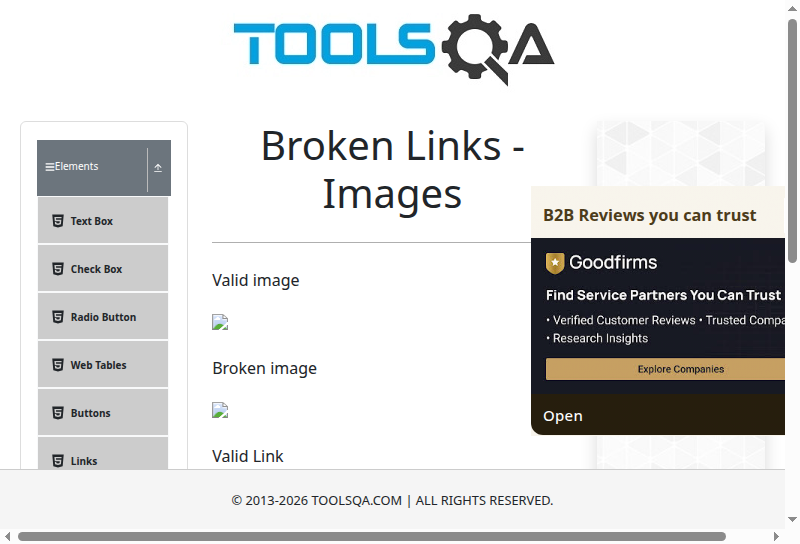 TOOLSQA
Broken Links -
Images
Elements
Text Box
Check Box
Radio Button
Web Tables
Buttons
Links
Valid image
Broken image
Valid Link
B2B Reviews you can trust
Goodfirms
Find Service Partners You Can Trust
• Verified Customer Reviews • Trusted Compa
• Research Insights
Explore Companies
Open
© 2013-2026 TOOLSQA.COM | ALL RIGHTS RESERVED.